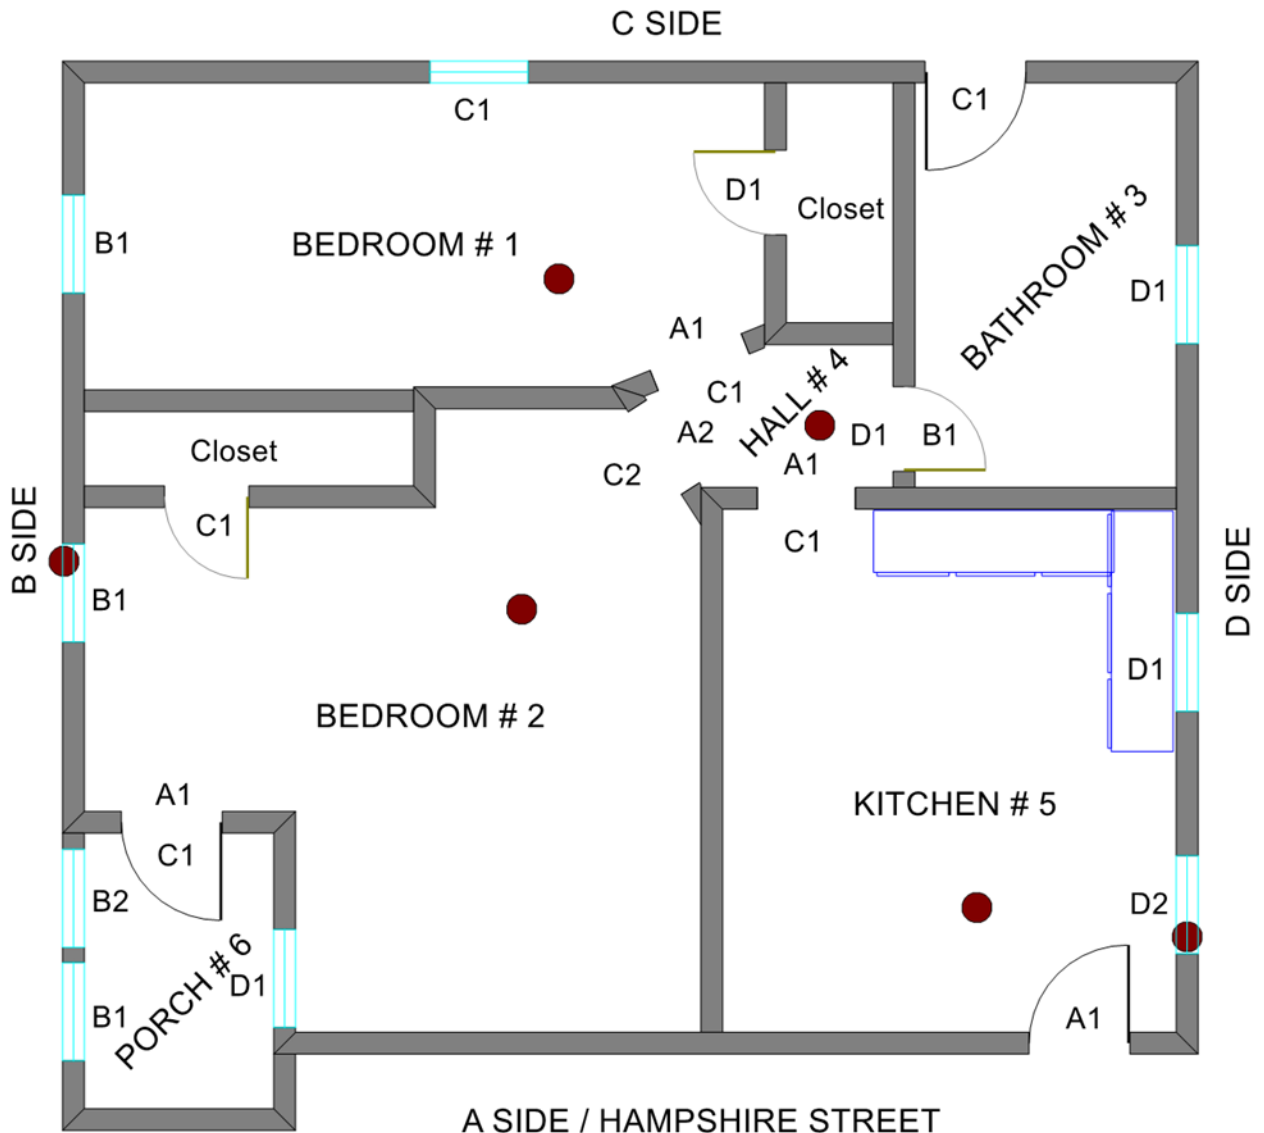 C SIDE
C1
C1
D1
Closet
B1
BEDROOM # 1
BATHROOM # 3
D1
A1
C1
HALL # 4
A2
D1
B1
Closet
A1
C2
C1
C1
B SIDE
B1
D SIDE
D1
BEDROOM # 2
A1
KITCHEN # 5
C1
B2
D2
PORCH # 6
D1
B1
A1
A SIDE / HAMPSHIRE STREET